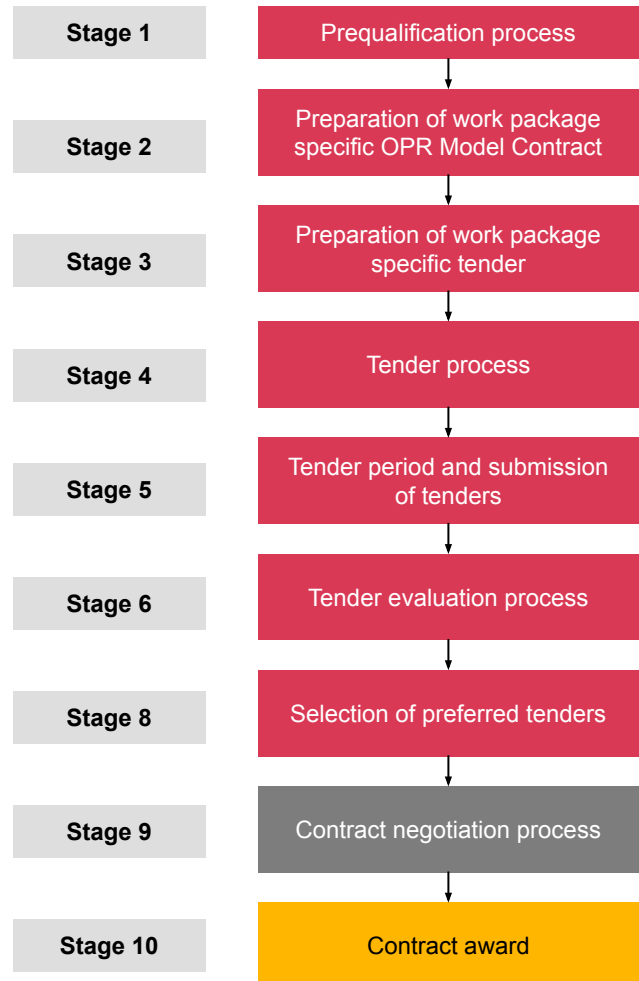 Stage 1
Prequalification process
Stage 2
Preparation of work package
specific OPR Model Contract
Stage 3
Preparation of work package
specific tender
Stage 4
Tender process
Stage 5
Tender period and submission
of tenders
Stage 6
Tender evaluation process
Stage 8
Selection of preferred tenders
Stage 9
Contract negotiation process
Stage 10
Contract award